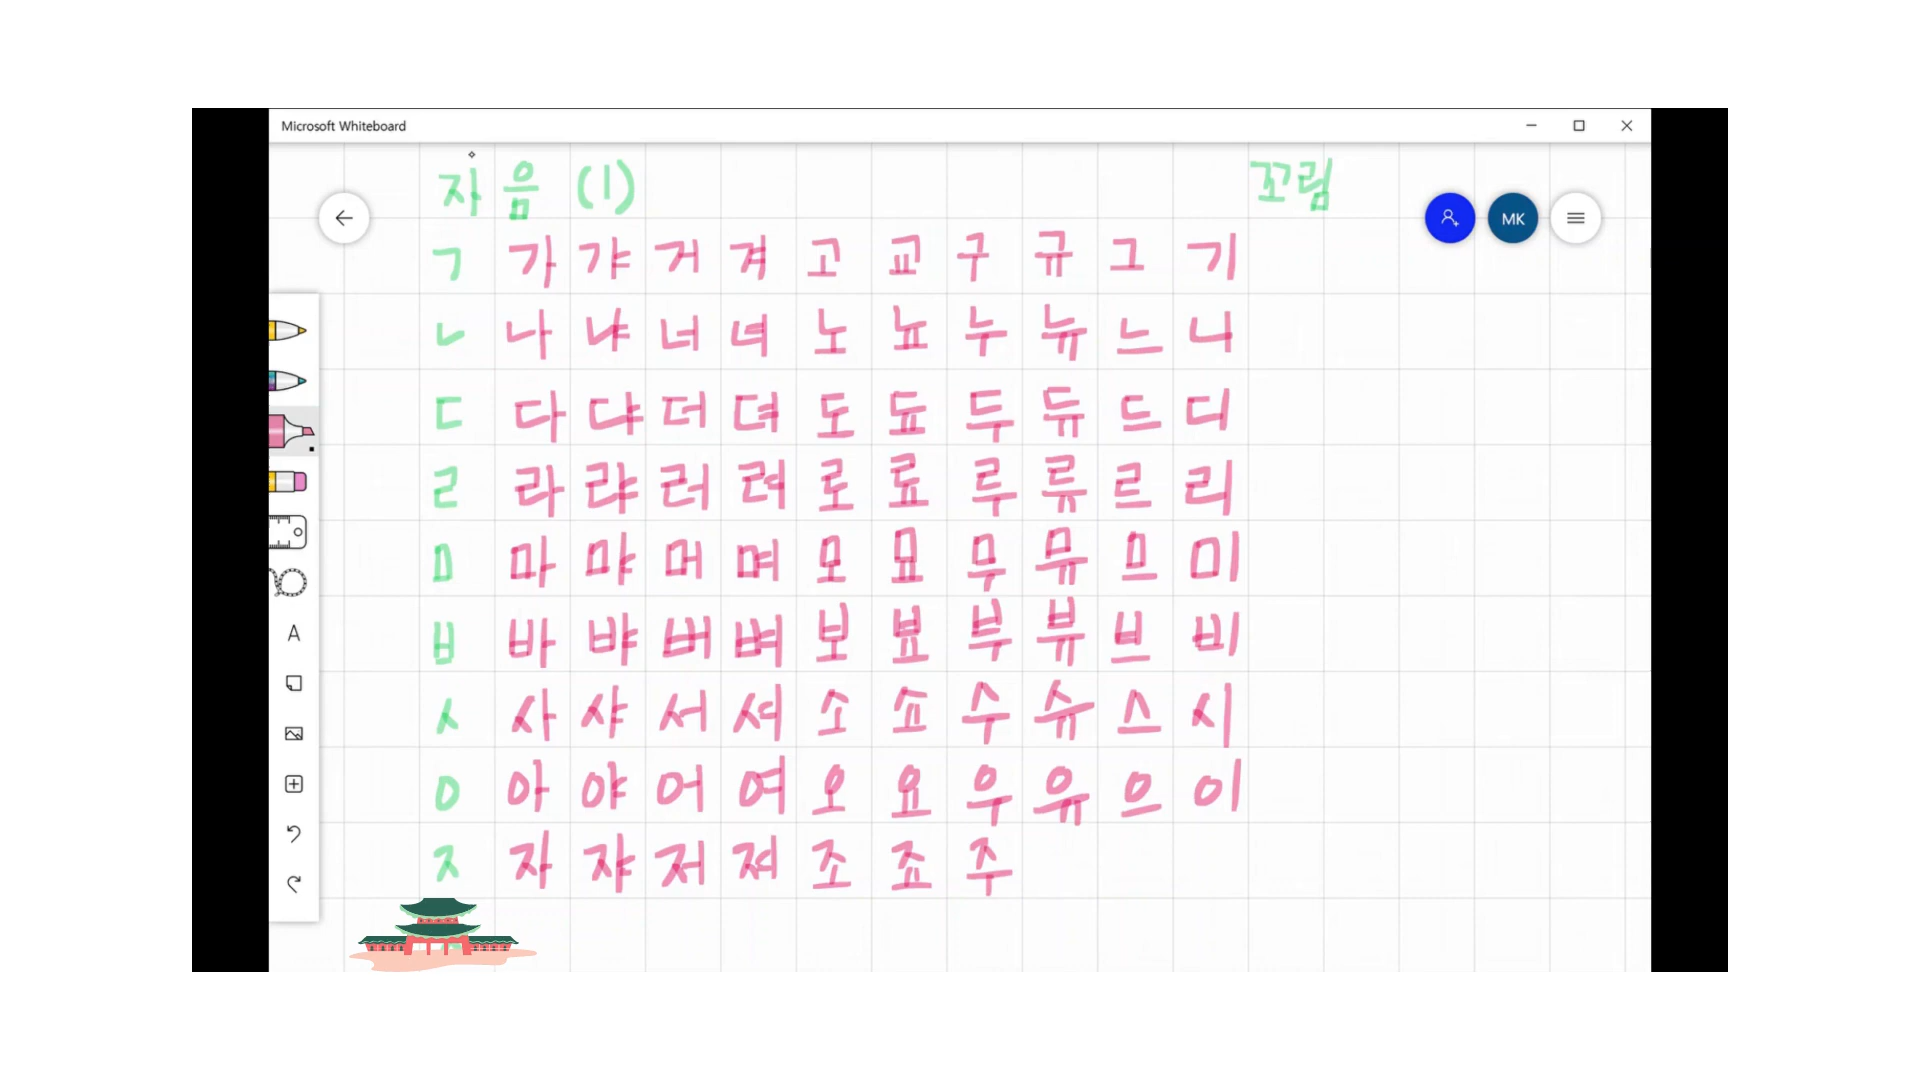 Microsoft Whiteboard
자음 (1) 꼬림
MK
ㄱ 가 갸 거 겨 고 교 구 규 그 기
ㄴ 나 냐 너 녀 노 뇨 누 뉴 느 니
ㄷ 다 댜 더 뎌 도 됴 두 듀 드 디
ㄹ 라 랴 러 려 로 료 루 류 르 리
ㅁ 마 먀 머 며 모 묘 무 뮤 므 미
ㅂ 바 뱌 버 벼 보 뵤 부 뷰 브 비
A
ㅅ 사 샤 서 셔 소 쇼 수 슈 스 시
ㅇ 아 야 어 여 오 요 우 유 으 이
ㅈ 자 쟈 저 져 조 죠 주